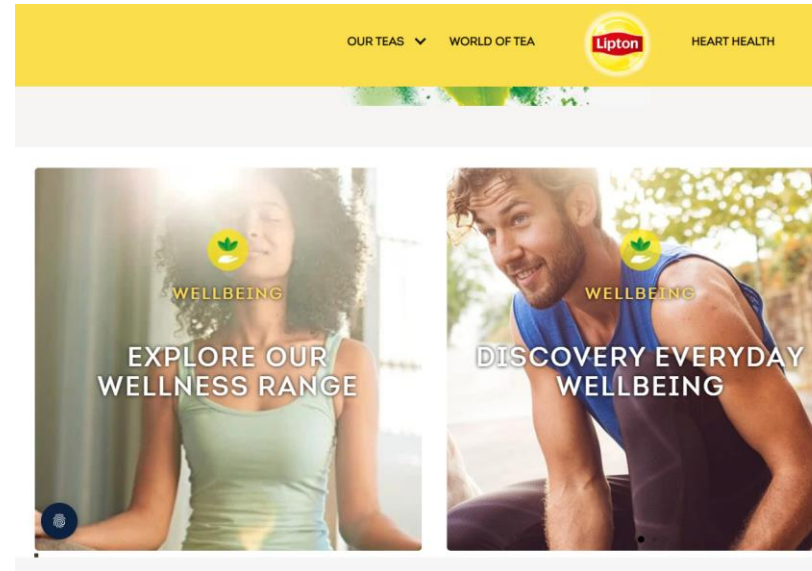 OUR TEAS
WORLD OF TEA
Lipton
HEART HEALTH
WELLBEING
EXPLORE OUR
WELLNESS RANGE
WELLBEING
DISCOVERY EVERYDAY
WELLBEING